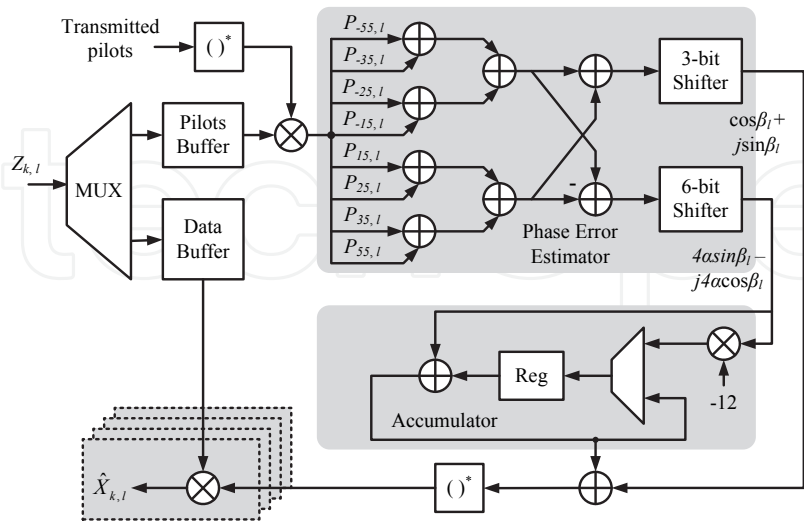 Transmitted
pilots
( )*
P-55, l
P-35, l
P-25, l
P-15, l
P15, l
P25, l
P35, l
P55, l
3-bit
Shifter
cosβl+
jsinβl
Pilots
Buffer
Zk, l
MUX
Data
Buffer
-
Phase Error
Estimator
6-bit
Shifter
4αsinβl–
j4αcosβl
Reg
-12
Accumulator
X̂k, l
( )*